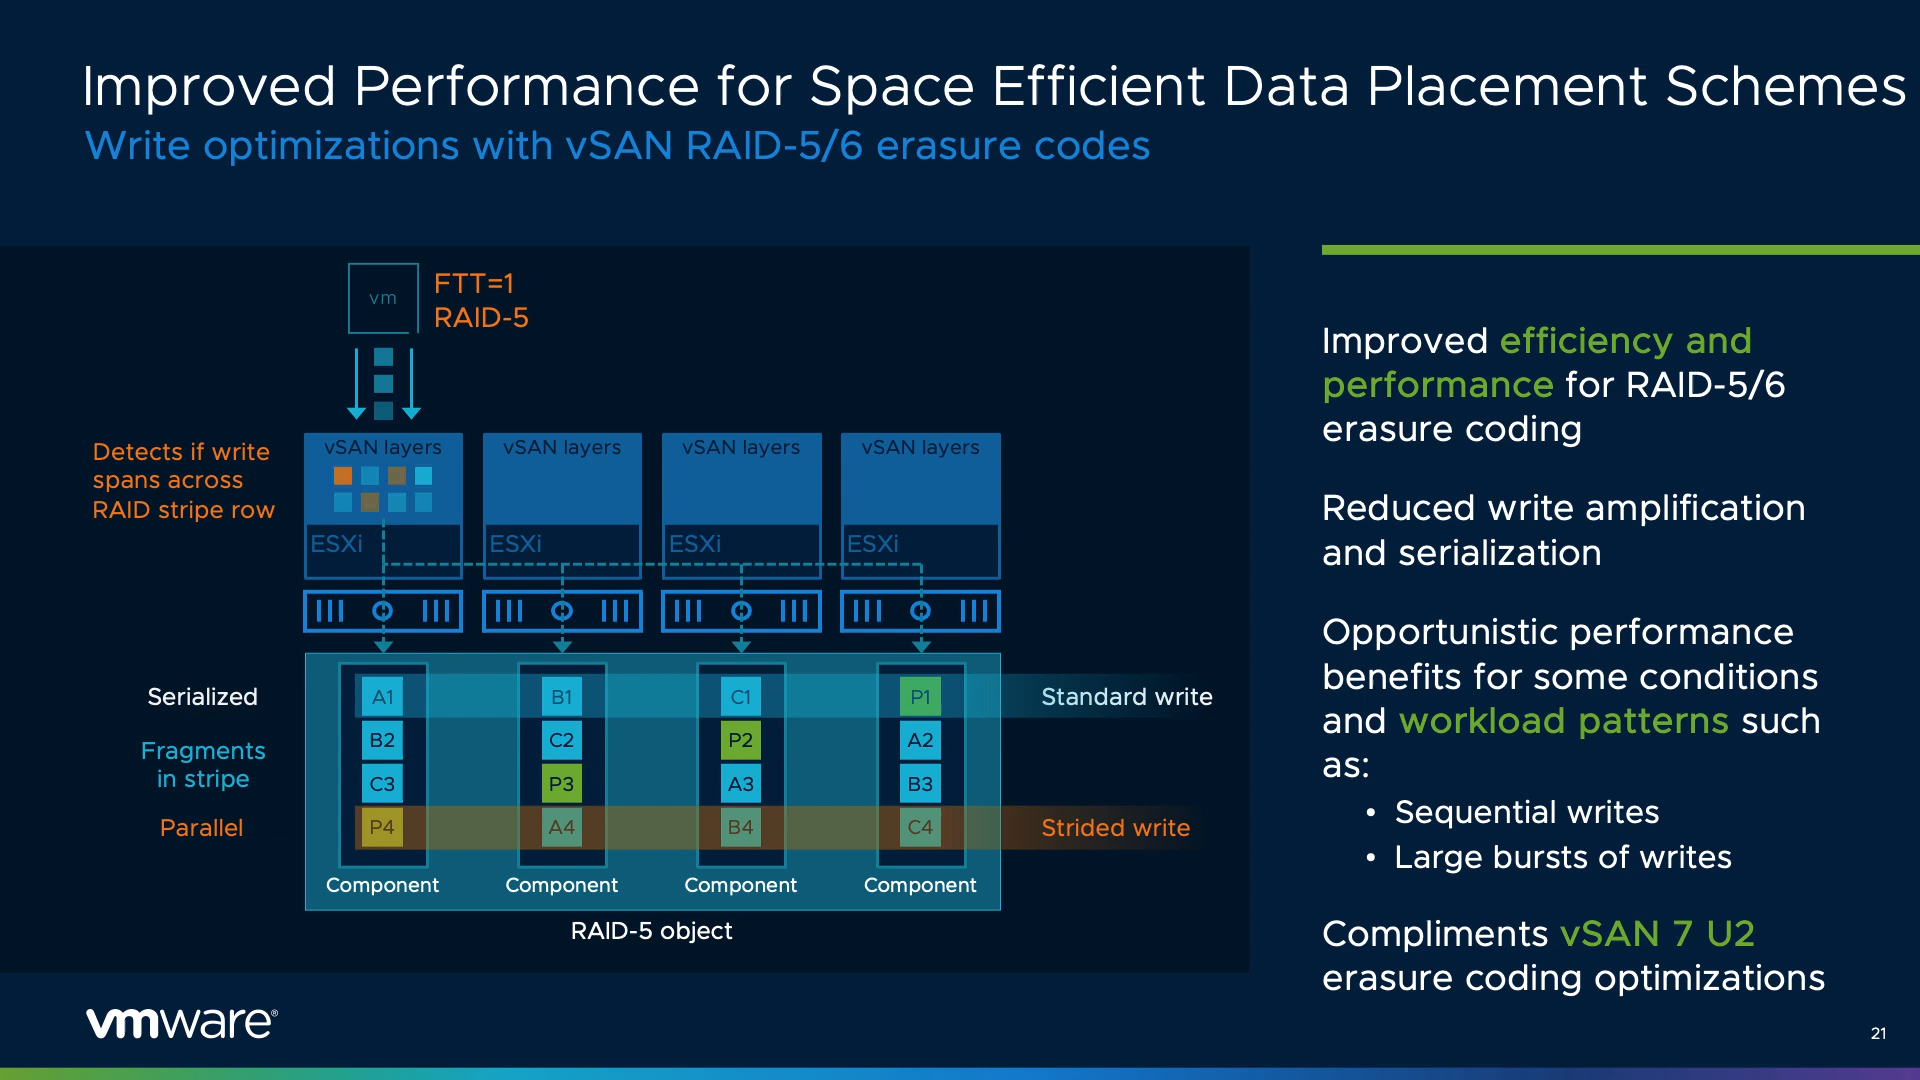 Improved Performance for Space Efficient Data Placement Schemes
Write optimizations with vSAN RAID-5/6 erasure codes
vm
FTT=1
RAID-5
Detects if write
spans across
RAID stripe row
vSAN layers
vSAN layers
vSAN layers
vSAN layers
ESXi
ESXi
ESXi
ESXi
Serialized
A1 B1 C1 P1
Standard write
B2 C2 P2 A2
Fragments
in stripe
C3 P3 A3 B3
Parallel
P4 A4 B4 C4
Strided write
Component
Component
Component
Component
RAID-5 object
Improved efficiency and
performance for RAID-5/6
erasure coding
Reduced write amplification
and serialization
Opportunistic performance
benefits for some conditions
and workload patterns such
as:
• Sequential writes
• Large bursts of writes
Compliments vSAN 7 U2
erasure coding optimizations
vmware®
21